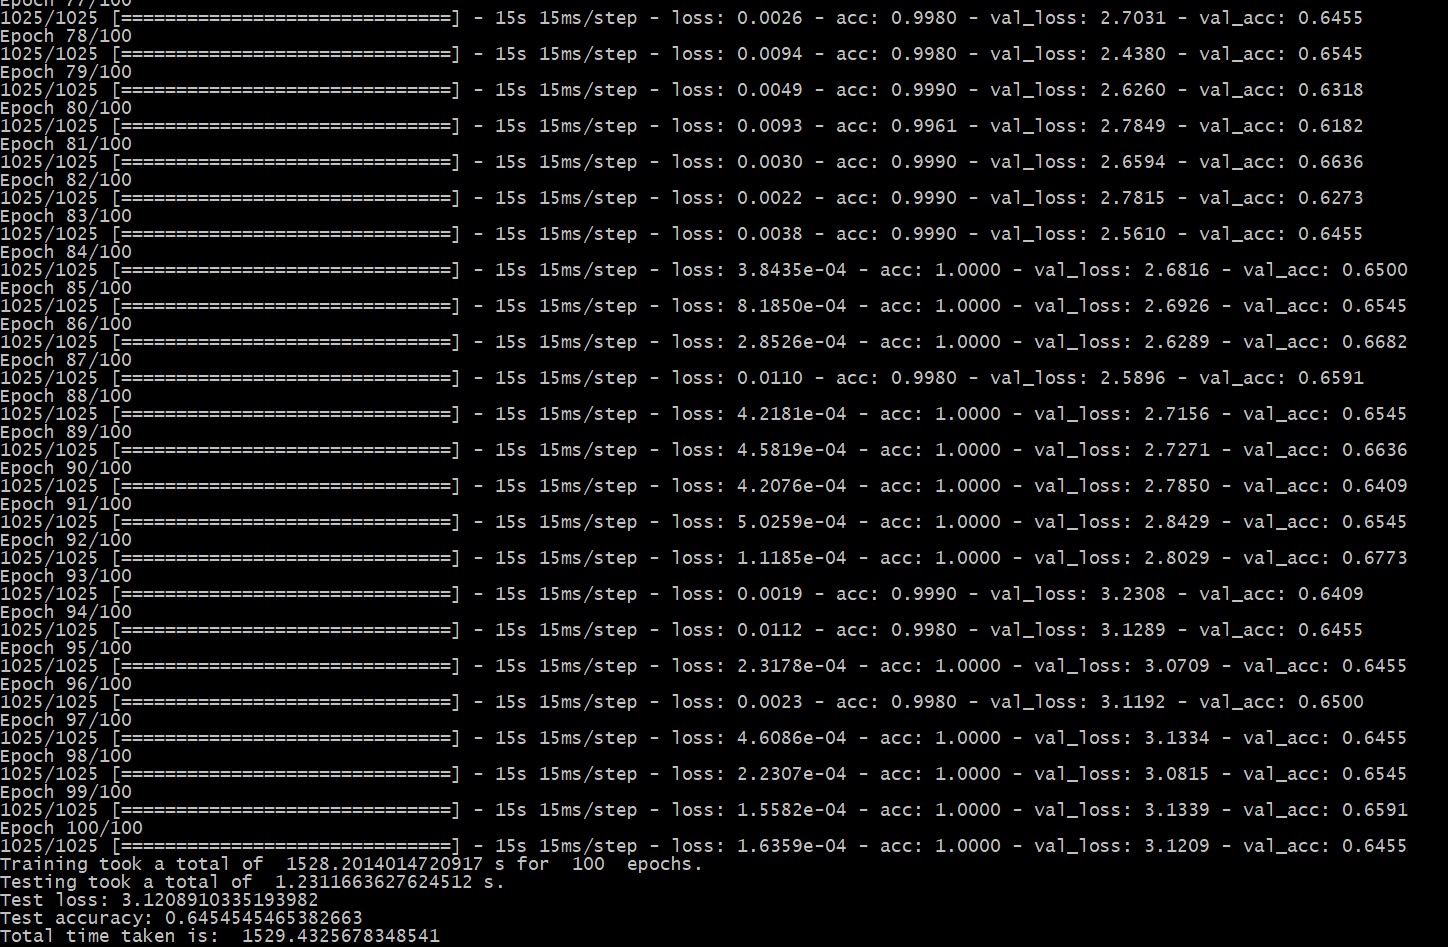 Epoch 77/100
1025/1025 [==============================] - 15s 15ms/step - loss: 0.0026 - acc: 0.9980 - val_loss: 2.7031 - val_acc: 0.6455
Epoch 78/100
1025/1025 [==============================] - 15s 15ms/step - loss: 0.0094 - acc: 0.9980 - val_loss: 2.4380 - val_acc: 0.6545
Epoch 79/100
1025/1025 [==============================] - 15s 15ms/step - loss: 0.0049 - acc: 0.9990 - val_loss: 2.6260 - val_acc: 0.6318
Epoch 80/100
1025/1025 [==============================] - 15s 15ms/step - loss: 0.0093 - acc: 0.9961 - val_loss: 2.7849 - val_acc: 0.6182
Epoch 81/100
1025/1025 [==============================] - 15s 15ms/step - loss: 0.0030 - acc: 0.9990 - val_loss: 2.6594 - val_acc: 0.6636
Epoch 82/100
1025/1025 [==============================] - 15s 15ms/step - loss: 0.0022 - acc: 0.9990 - val_loss: 2.7815 - val_acc: 0.6273
Epoch 83/100
1025/1025 [==============================] - 15s 15ms/step - loss: 0.0038 - acc: 0.9990 - val_loss: 2.5610 - val_acc: 0.6455
Epoch 84/100
1025/1025 [==============================] - 15s 15ms/step - loss: 3.8435e-04 - acc: 1.0000 - val_loss: 2.6816 - val_acc: 0.6500
Epoch 85/100
1025/1025 [==============================] - 15s 15ms/step - loss: 8.1850e-04 - acc: 1.0000 - val_loss: 2.6926 - val_acc: 0.6545
Epoch 86/100
1025/1025 [==============================] - 15s 15ms/step - loss: 2.8526e-04 - acc: 1.0000 - val_loss: 2.6289 - val_acc: 0.6682
Epoch 87/100
1025/1025 [==============================] - 15s 15ms/step - loss: 0.0110 - acc: 0.9980 - val_loss: 2.5896 - val_acc: 0.6591
Epoch 88/100
1025/1025 [==============================] - 15s 15ms/step - loss: 4.2181e-04 - acc: 1.0000 - val_loss: 2.7156 - val_acc: 0.6545
Epoch 89/100
1025/1025 [==============================] - 15s 15ms/step - loss: 4.5819e-04 - acc: 1.0000 - val_loss: 2.7271 - val_acc: 0.6636
Epoch 90/100
1025/1025 [==============================] - 15s 15ms/step - loss: 4.2076e-04 - acc: 1.0000 - val_loss: 2.7850 - val_acc: 0.6409
Epoch 91/100
1025/1025 [==============================] - 15s 15ms/step - loss: 5.0259e-04 - acc: 1.0000 - val_loss: 2.8429 - val_acc: 0.6545
Epoch 92/100
1025/1025 [==============================] - 15s 15ms/step - loss: 1.1185e-04 - acc: 1.0000 - val_loss: 2.8029 - val_acc: 0.6773
Epoch 93/100
1025/1025 [==============================] - 15s 15ms/step - loss: 0.0019 - acc: 0.9990 - val_loss: 3.2308 - val_acc: 0.6409
Epoch 94/100
1025/1025 [==============================] - 15s 15ms/step - loss: 0.0112 - acc: 0.9980 - val_loss: 3.1289 - val_acc: 0.6455
Epoch 95/100
1025/1025 [==============================] - 15s 15ms/step - loss: 2.3178e-04 - acc: 1.0000 - val_loss: 3.0709 - val_acc: 0.6455
Epoch 96/100
1025/1025 [==============================] - 15s 15ms/step - loss: 0.0023 - acc: 0.9980 - val_loss: 3.1192 - val_acc: 0.6500
Epoch 97/100
1025/1025 [==============================] - 15s 15ms/step - loss: 4.6086e-04 - acc: 1.0000 - val_loss: 3.1334 - val_acc: 0.6455
Epoch 98/100
1025/1025 [==============================] - 15s 15ms/step - loss: 2.2307e-04 - acc: 1.0000 - val_loss: 3.0815 - val_acc: 0.6545
Epoch 99/100
1025/1025 [==============================] - 15s 15ms/step - loss: 1.5582e-04 - acc: 1.0000 - val_loss: 3.1339 - val_acc: 0.6591
Epoch 100/100
1025/1025 [==============================] - 15s 15ms/step - loss: 1.6359e-04 - acc: 1.0000 - val_loss: 3.1209 - val_acc: 0.6455
Training took a total of  1528.2014014720917 s for  100  epochs.
Testing took a total of  1.2311663627624512 s.
Test loss: 3.1208910335193982
Test accuracy: 0.6454545465382663
Total time taken is:  1529.4325678348541